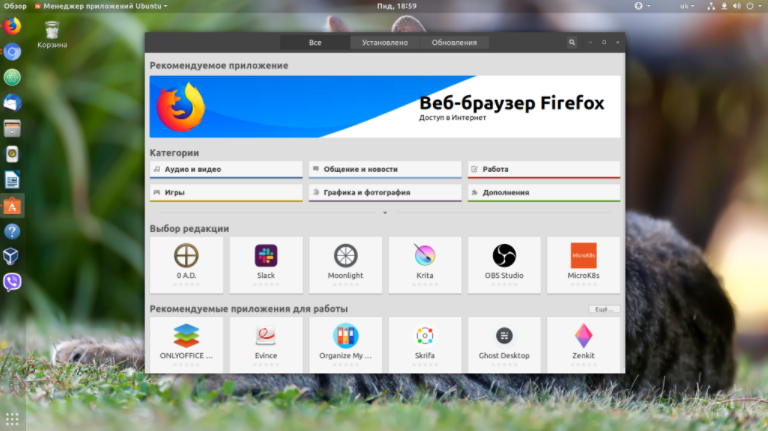 Обзор Менеджер приложений Ubuntu Пнд, 18:59 uk
Корзина
Все Установлено Обновления
Рекомендуемое приложение
Веб-браузер Firefox
Доступ в Интернет
Категории
Аудио и видео Общение и новости Работа
Игры Графика и фотография Дополнения
Выбор редакции
MicroK8s
0 A.D. Slack Moonlight Krita OBS Studio MicroK8s
Рекомендуемые приложения для работы Ещё...
ONLYOFFICE ... Evince Organize My ... Skrifa Ghost Desktop Zenkit